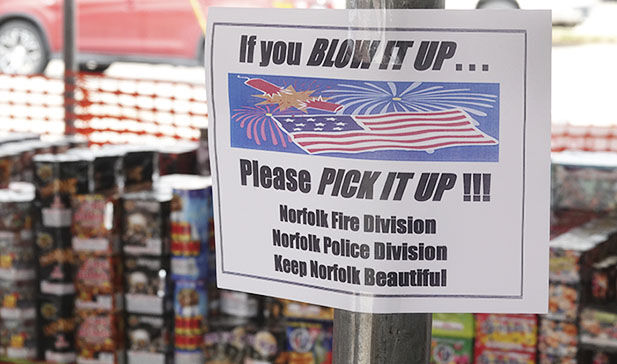 If you BLOW IT UP...
Please PICK IT UP !!!
Norfolk Fire Division
Norfolk Police Division
Keep Norfolk Beautiful